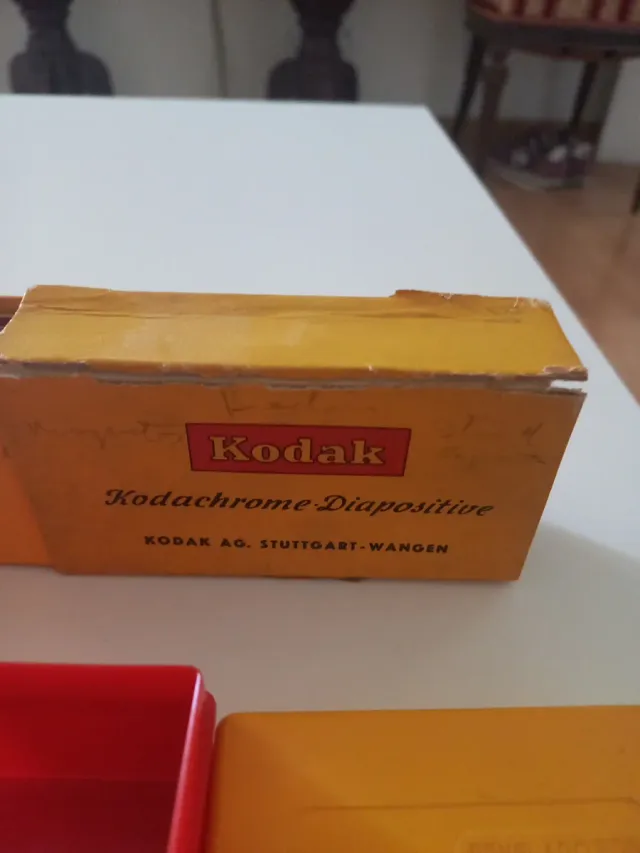 Kodak
Kodachrome-Diapositive
KODAK AG. STUTTGART-WANGEN